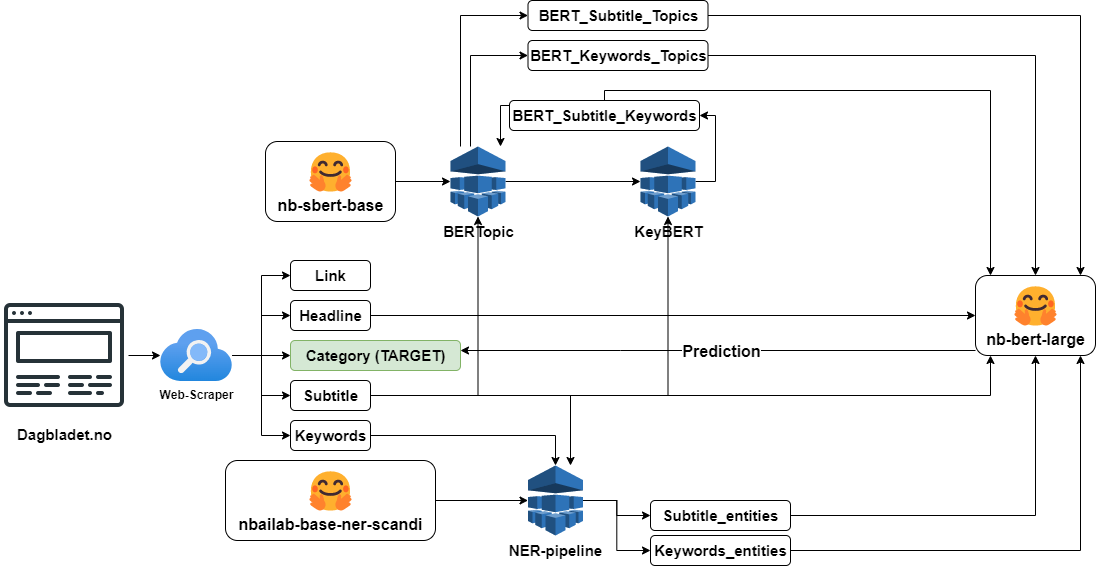 BERT_Subtitle_Topics
BERT_Keywords_Topics
BERT_Subtitle_Keywords
nb-sbert-base
BERTopic
KeyBERT
Link
Headline
nb-bert-large
Category (TARGET)
Prediction
Web-Scraper
Subtitle
Dagbladet.no
Keywords
nbailab-base-ner-scandi
NER-pipeline
Subtitle_entities
Keywords_entities